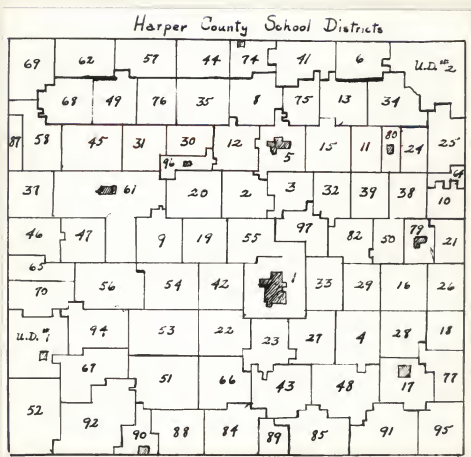 Harper County School Districts
69 62 57 44 74 41 6 U.D. #2
68 49 76 35 8 75 13 34
87 58 45 31 30 12 5 15 11 80 24 25
96
37 61 20 2 3 32 39 38 10 64
46 47 9 19 55 97 82 50 79 21
65
70 56 54 42 1 33 29 16 26
U.D. #1 94 53 22 23 27 4 28 18
67 51 66 43 48 17 77
52 92 90 88 84 89 85 91 95